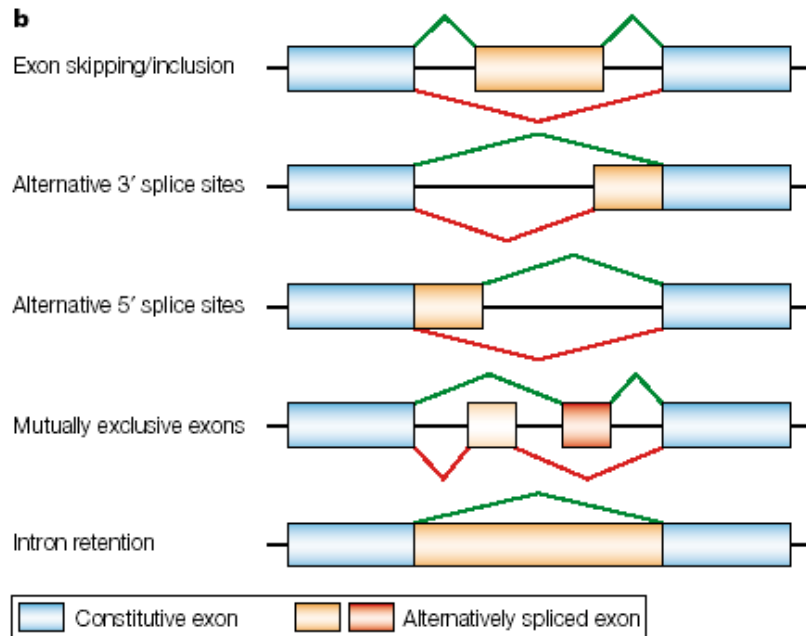 b
Exon skipping/inclusion
Alternative 3′ splice sites
Alternative 5′ splice sites
Mutually exclusive exons
Intron retention
Constitutive exon
Alternatively spliced exon